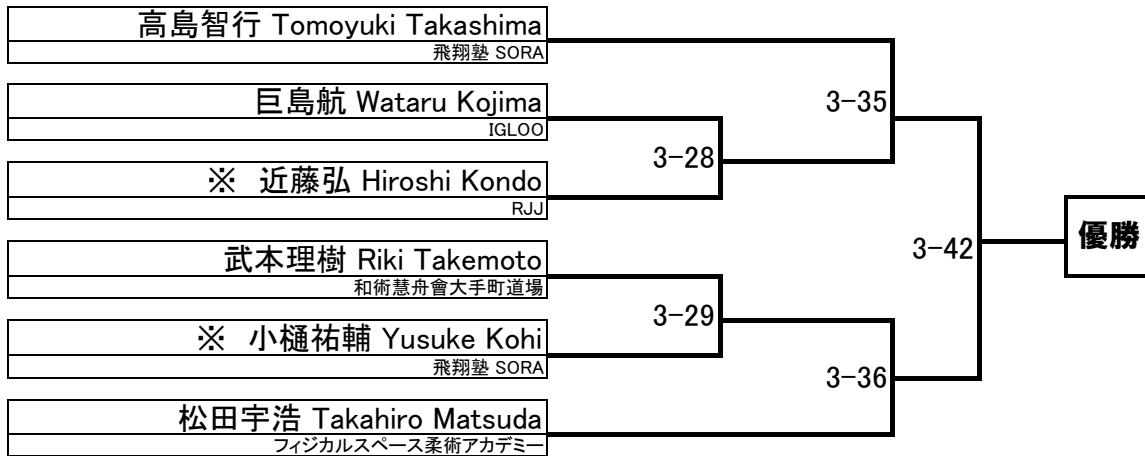 高島智行 Tomoyuki Takashima
飛翔塾 SORA
巨島航 Wataru Kojima
IGLOO
※ 近藤弘 Hiroshi Kondo
RJJ
武本理樹 Riki Takemoto
和術慧舟會大手町道場
※ 小樋祐輔 Yusuke Kohi
飛翔塾 SORA
松田宇浩 Takahiro Matsuda
フィジカルスペース柔術アカデミー
3-28
3-29
3-35
3-36
3-42
優勝